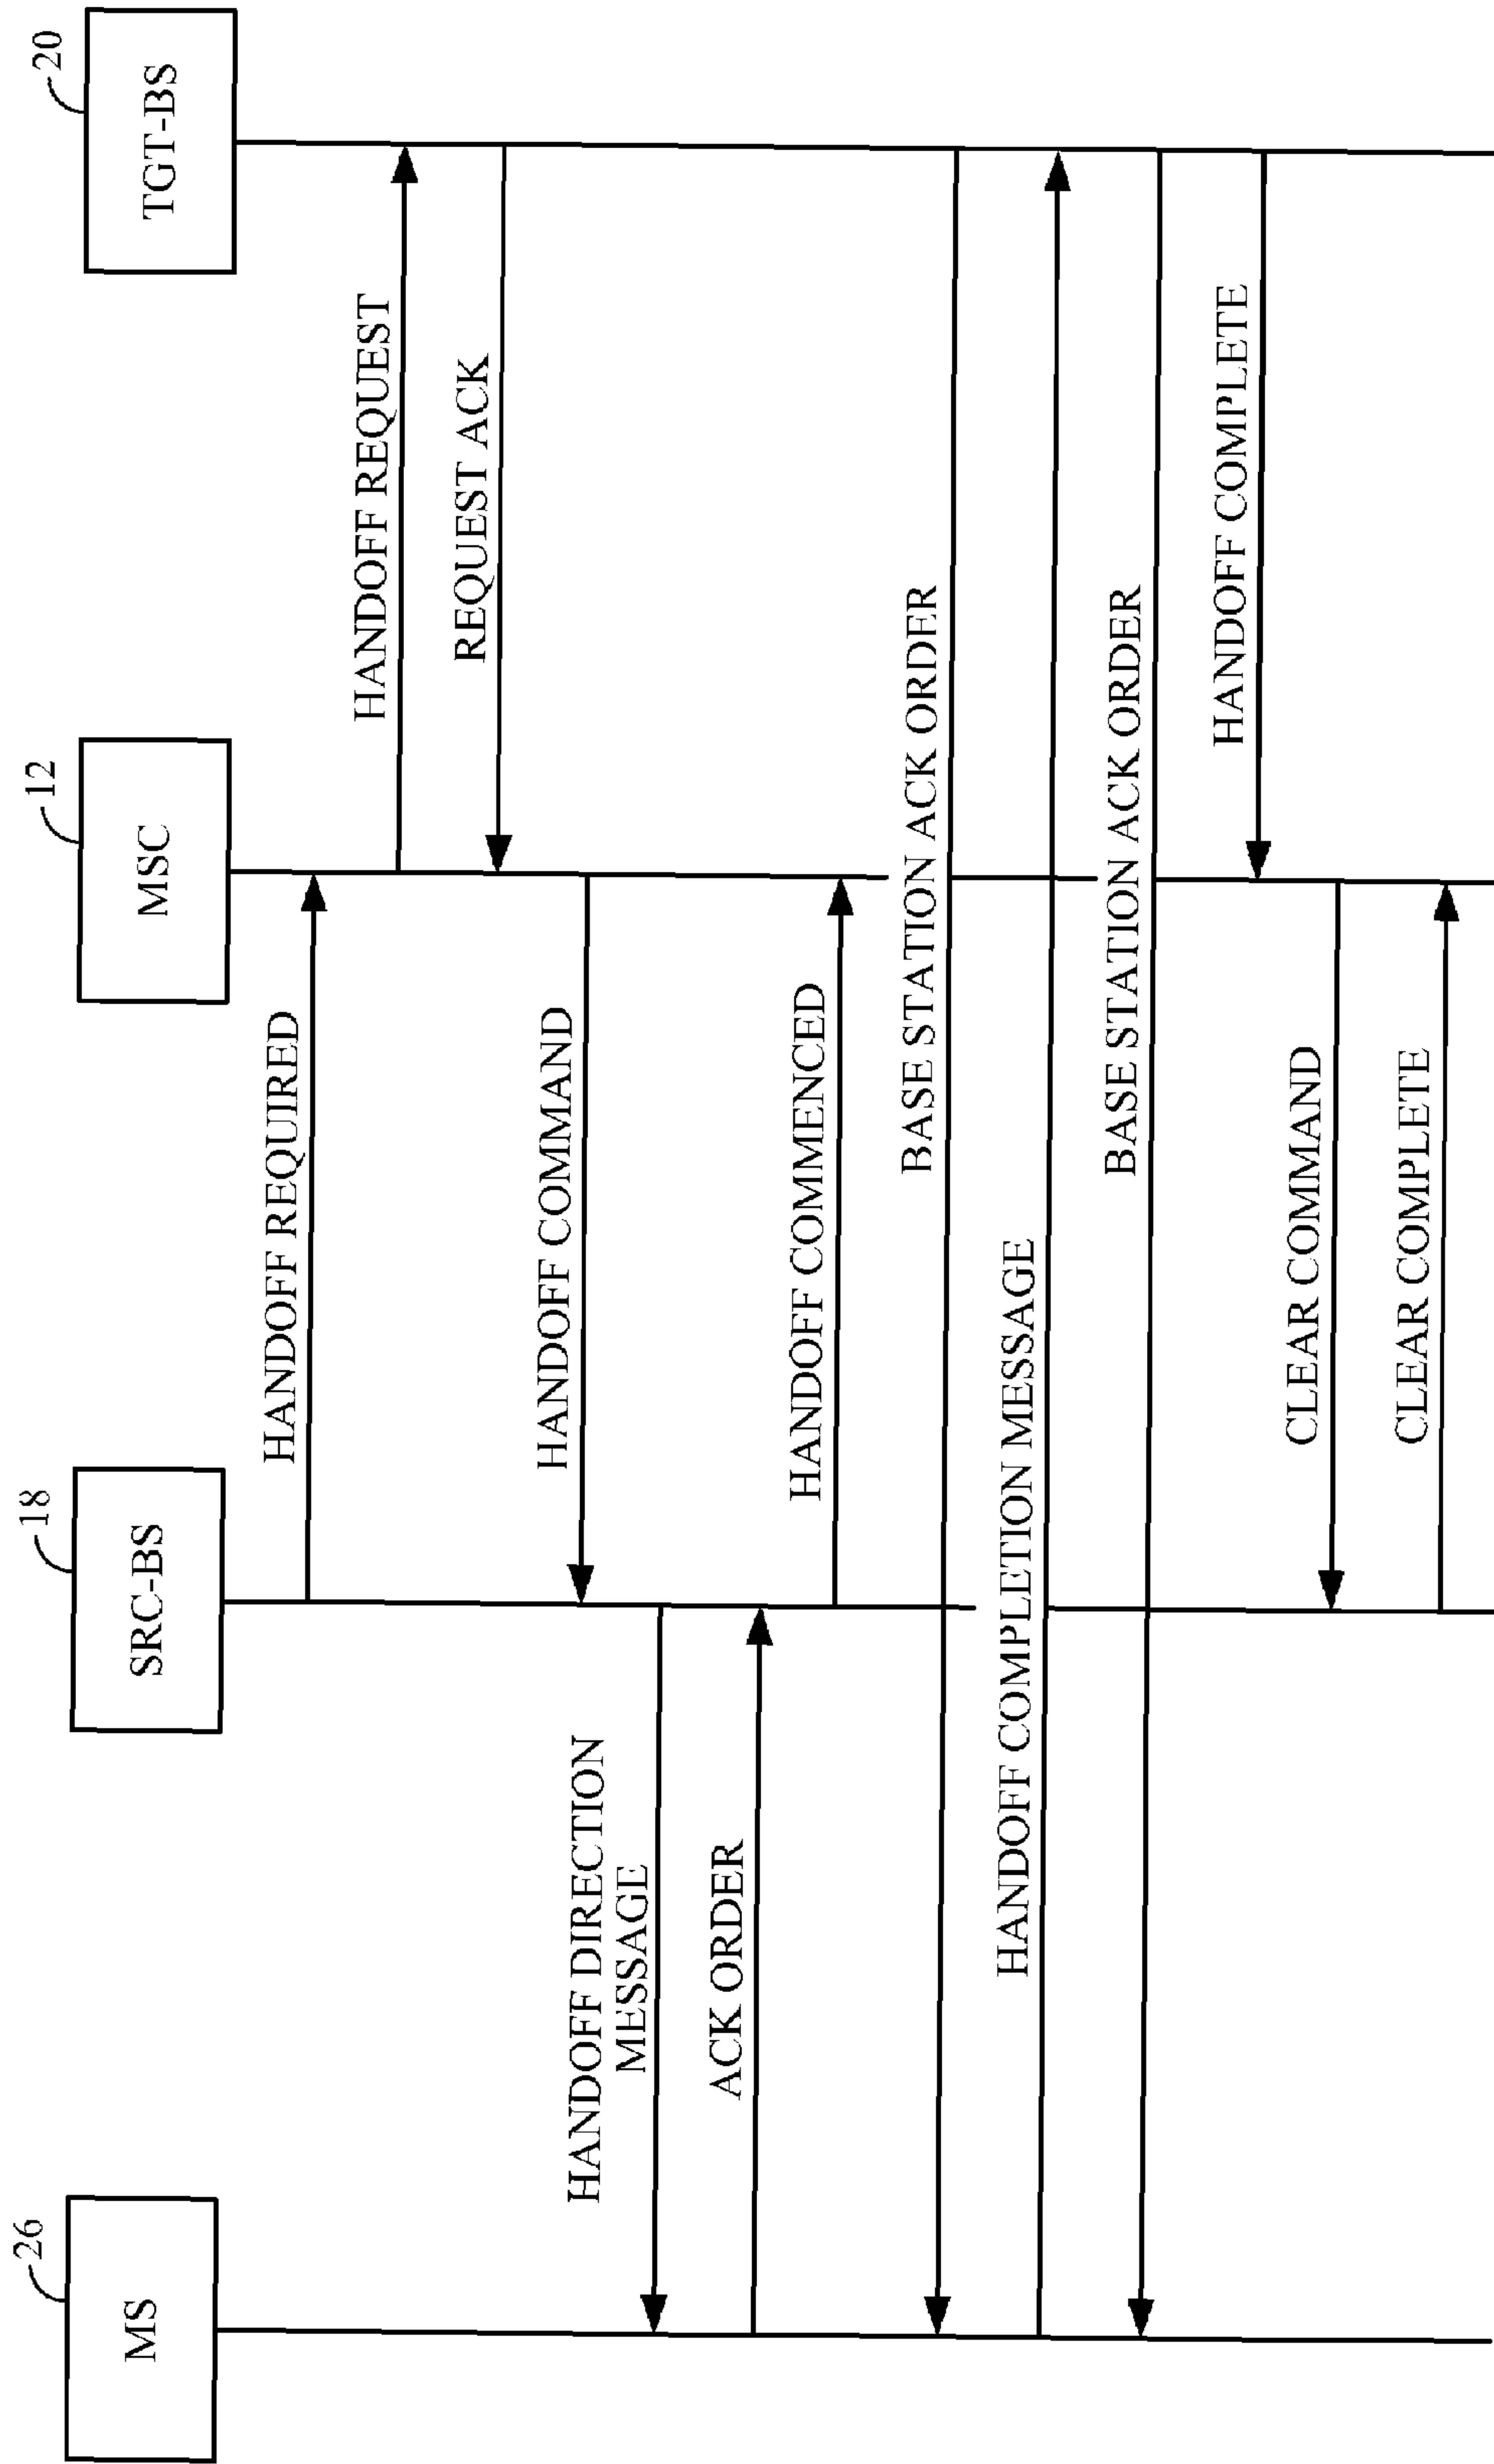 26
MS
18
SRC-BS
12
MSC
20
TGT-BS
HANDOFF REQUIRED
HANDOFF REQUEST
REQUEST ACK
HANDOFF COMMAND
HANDOFF DIRECTION
MESSAGE
ACK ORDER
HANDOFF COMMENCED
BASE STATION ACK ORDER
HANDOFF COMPLETION MESSAGE
BASE STATION ACK ORDER
HANDOFF COMPLETE
CLEAR COMMAND
CLEAR COMPLETE